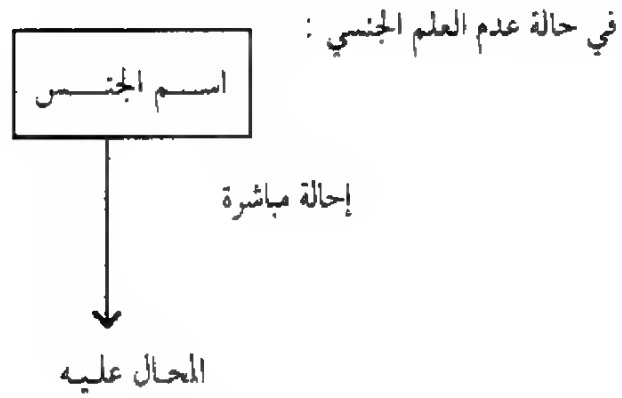 في حالة عدم العلم الجنسي :
اسم الجنس
إحالة مباشرة
المحال عليه